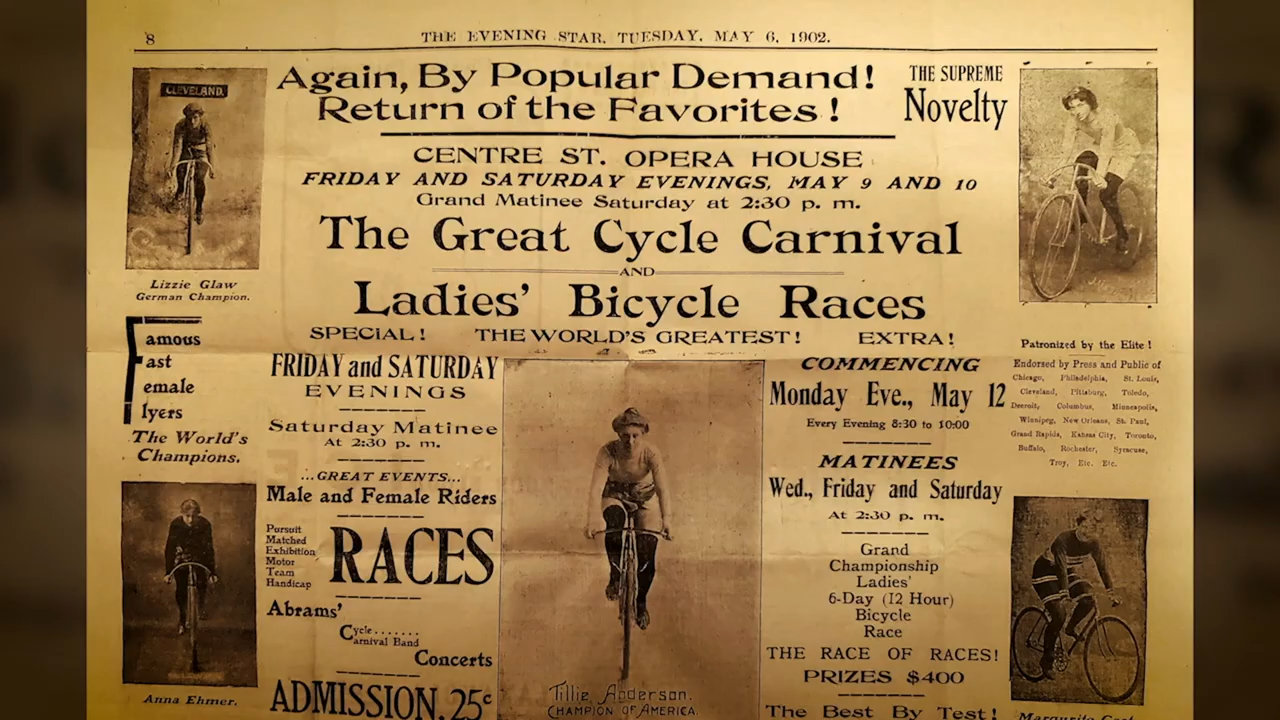 8
THE EVENING STAR, TUESDAY, MAY 6, 1902.
CLEVELAND.
Lizzie Glaw
German Champion.
Famous
Fast
Female
Flyers
The World's
Champions.
Anna Ehmer.
Again, By Popular Demand!
Return of the Favorites!
CENTRE ST. OPERA HOUSE
FRIDAY AND SATURDAY EVENINGS, MAY 9 AND 10
Grand Matinee Saturday at 2:30 p. m.
The Great Cycle Carnival
AND
Ladies' Bicycle Races
SPECIAL! THE WORLD'S GREATEST! EXTRA!
FRIDAY and SATURDAY
EVENINGS
Saturday Matinee
At 2:30 p. m.
...GREAT EVENTS...
Male and Female Riders
Pursuit
Matched
Exhibition
Motor
Team
Handicap
RACES
Abrams'
Cycle.......
Carnival Band
Concerts
ADMISSION, 25c
Tillie Anderson.
CHAMPION OF AMERICA.
COMMENCING
Monday Eve., May 12
Every Evening 8:30 to 10:00
MATINEES
Wed., Friday and Saturday
At 2:30 p. m.
Grand
Championship
Ladies'
6-Day (12 Hour)
Bicycle
Race
THE RACE OF RACES!
PRIZES $400
The Best By Test!
THE SUPREME
Novelty
Patronized by the Elite!
Endorsed by Press and Public of
Chicago, Philadelphia, St. Louis,
Cleveland, Pittsburg, Toledo,
Detroit, Columbus, Minneapolis,
Winnipeg, New Orleans, St. Paul,
Grand Rapids, Kansas City, Toronto,
Buffalo, Rochester, Syracuse,
Troy, Etc. Etc.